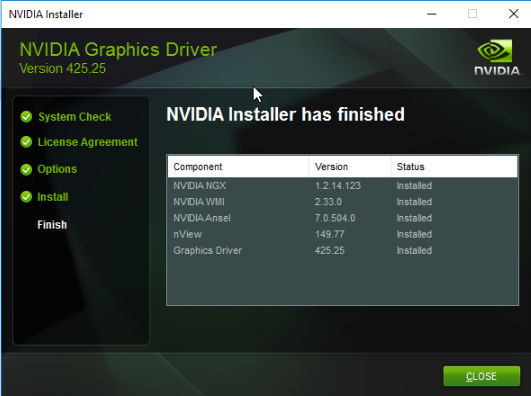 NVIDIA Installer
NVIDIA Graphics Driver
Version 425.25
NVIDIA.
System Check
License Agreement
Options
Install
Finish
NVIDIA Installer has finished
Component Version Status
NVIDIA NGX 1.2.14.123 Installed
NVIDIA WMI 2.33.0 Installed
NVIDIA Ansel 7.0.504.0 Installed
nView 149.77 Installed
Graphics Driver 425.25 Installed
CLOSE